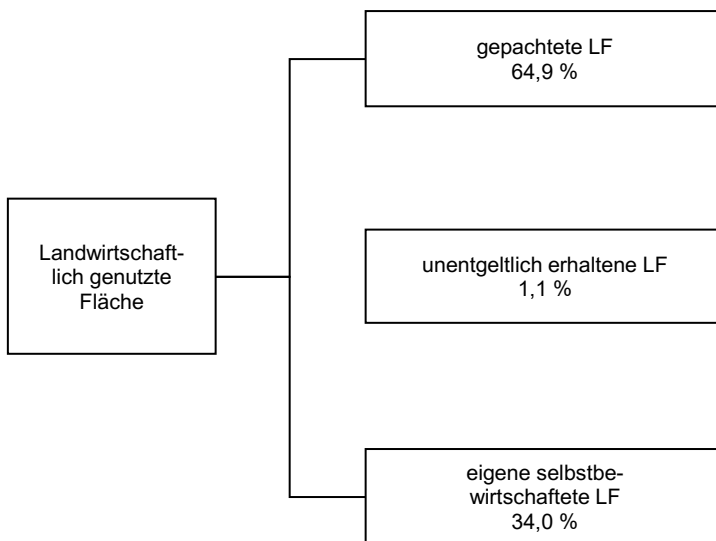 gepachtete LF
64,9 %
Landwirtschaft-
lich genutzte
Fläche
unentgeltlich erhaltene LF
1,1 %
eigene selbstbe-
wirtschaftete LF
34,0 %